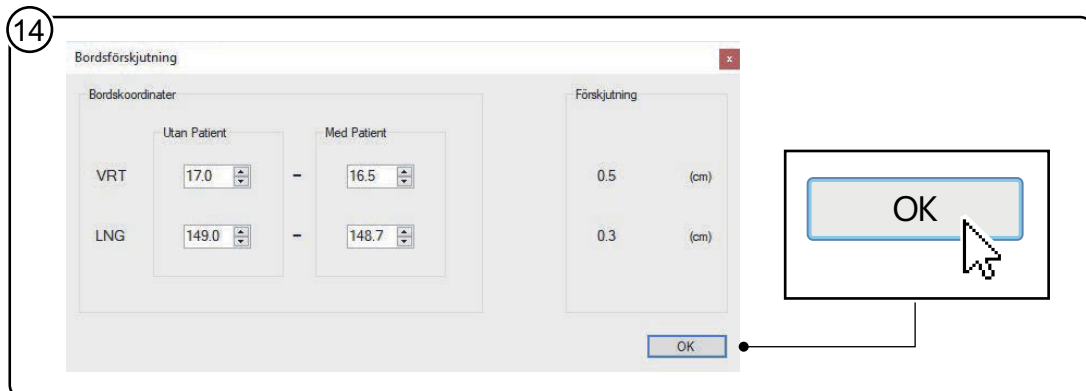 14
Bordsförskjutning
x
Bordskoordinater
Förskjutning
Utan Patient
Med Patient
VRT 17.0 - 16.5 0.5 (cm)
LNG 149.0 - 148.7 0.3 (cm)
OK
OK